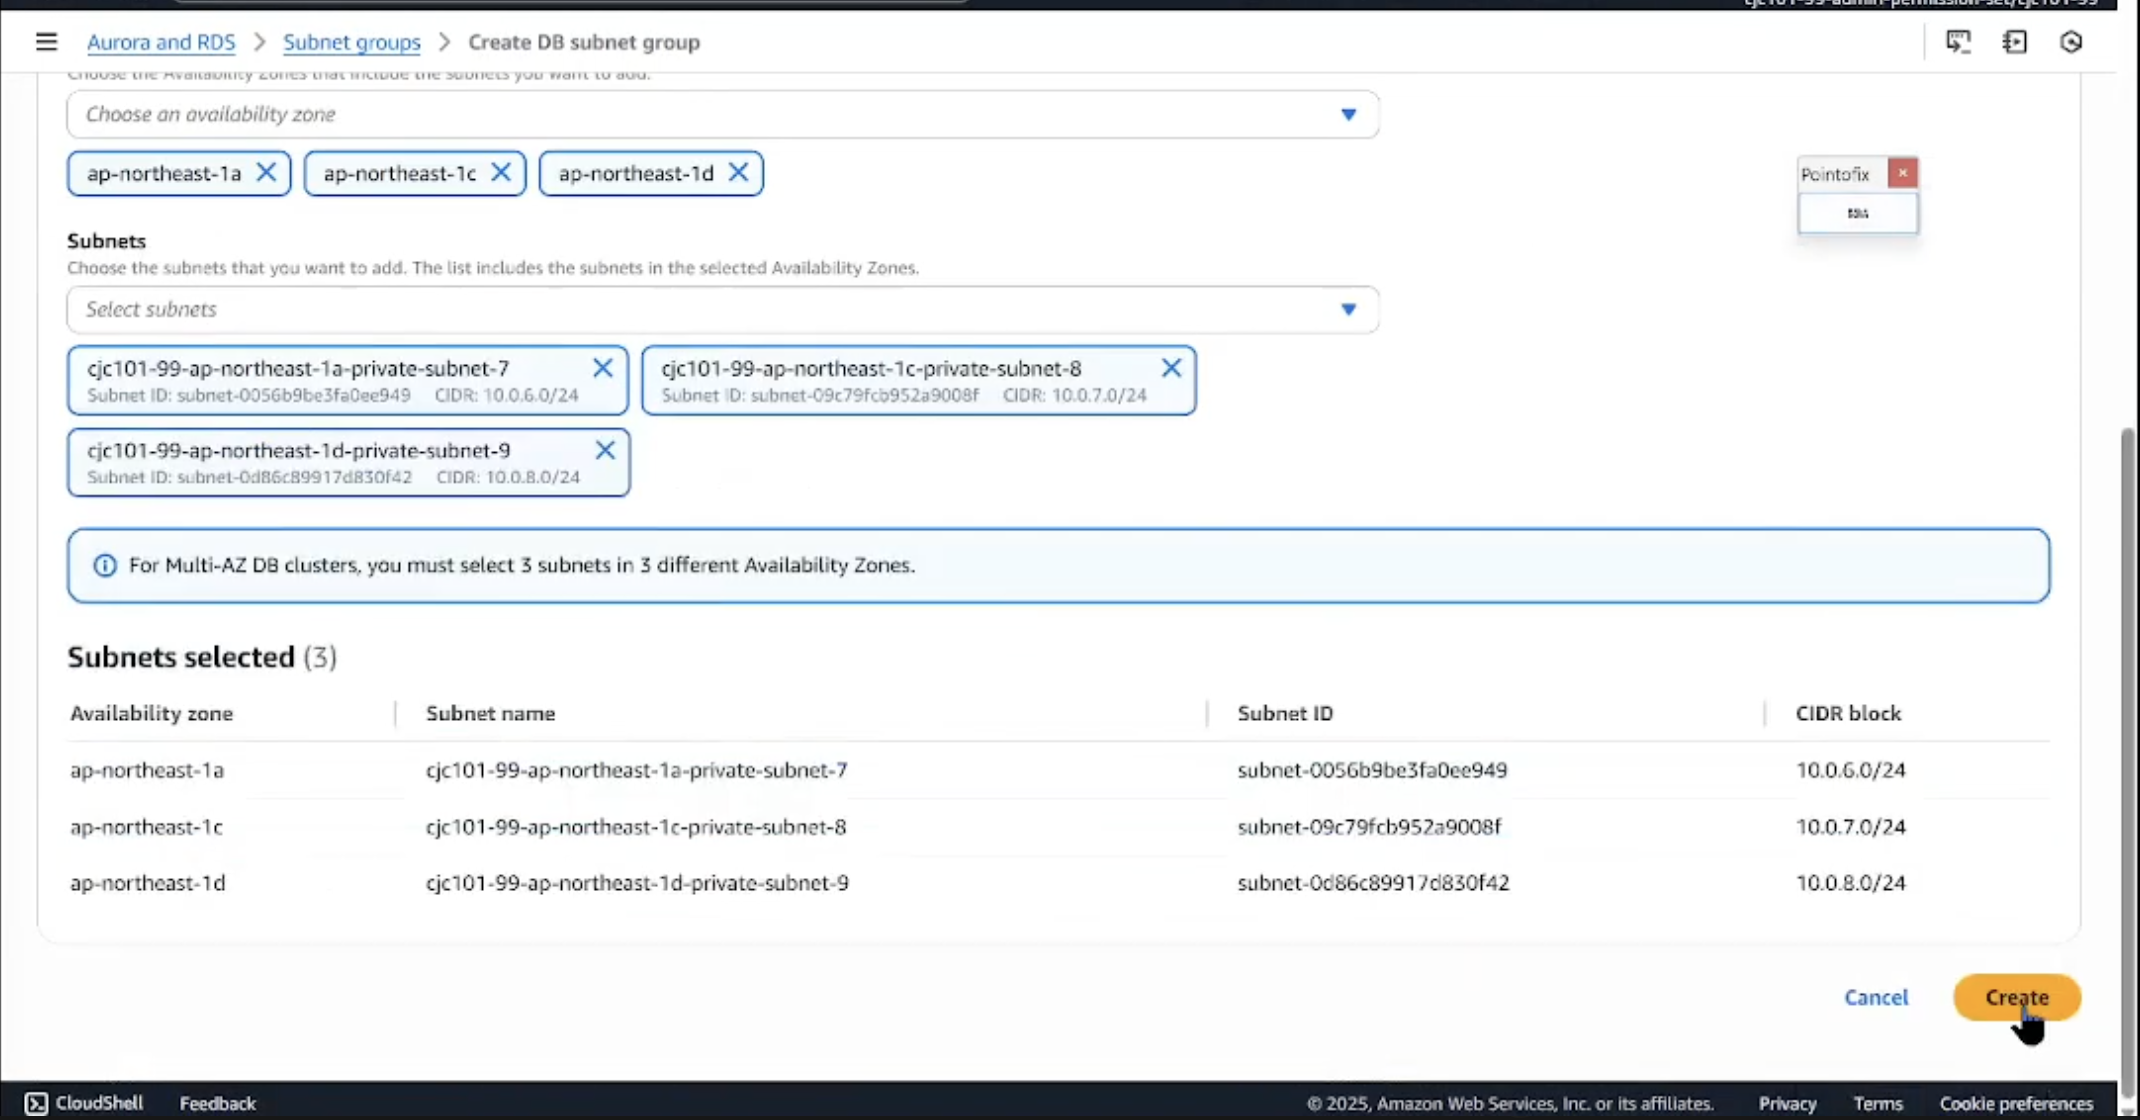 Aurora and RDS > Subnet groups > Create DB subnet group
Choose the Availability Zones that include the subnets you want to add.
Choose an availability zone
ap-northeast-1a ap-northeast-1c ap-northeast-1d
Pointofix
Subnets
Choose the subnets that you want to add. The list includes the subnets in the selected Availability Zones.
Select subnets
cjc101-99-ap-northeast-1a-private-subnet-7 cjc101-99-ap-northeast-1c-private-subnet-8
Subnet ID: subnet-0056b9be3fa0ee949 CIDR: 10.0.6.0/24 Subnet ID: subnet-09c79fcb952a9008f CIDR: 10.0.7.0/24
cjc101-99-ap-northeast-1d-private-subnet-9
Subnet ID: subnet-0d86c89917d830f42 CIDR: 10.0.8.0/24
For Multi-AZ DB clusters, you must select 3 subnets in 3 different Availability Zones.
Subnets selected (3)
Availability zone Subnet name Subnet ID CIDR block
ap-northeast-1a cjc101-99-ap-northeast-1a-private-subnet-7 subnet-0056b9be3fa0ee949 10.0.6.0/24
ap-northeast-1c cjc101-99-ap-northeast-1c-private-subnet-8 subnet-09c79fcb952a9008f 10.0.7.0/24
ap-northeast-1d cjc101-99-ap-northeast-1d-private-subnet-9 subnet-0d86c89917d830f42 10.0.8.0/24
Cancel Create
CloudShell Feedback © 2025, Amazon Web Services, Inc. or its affiliates. Privacy Terms Cookie preferences